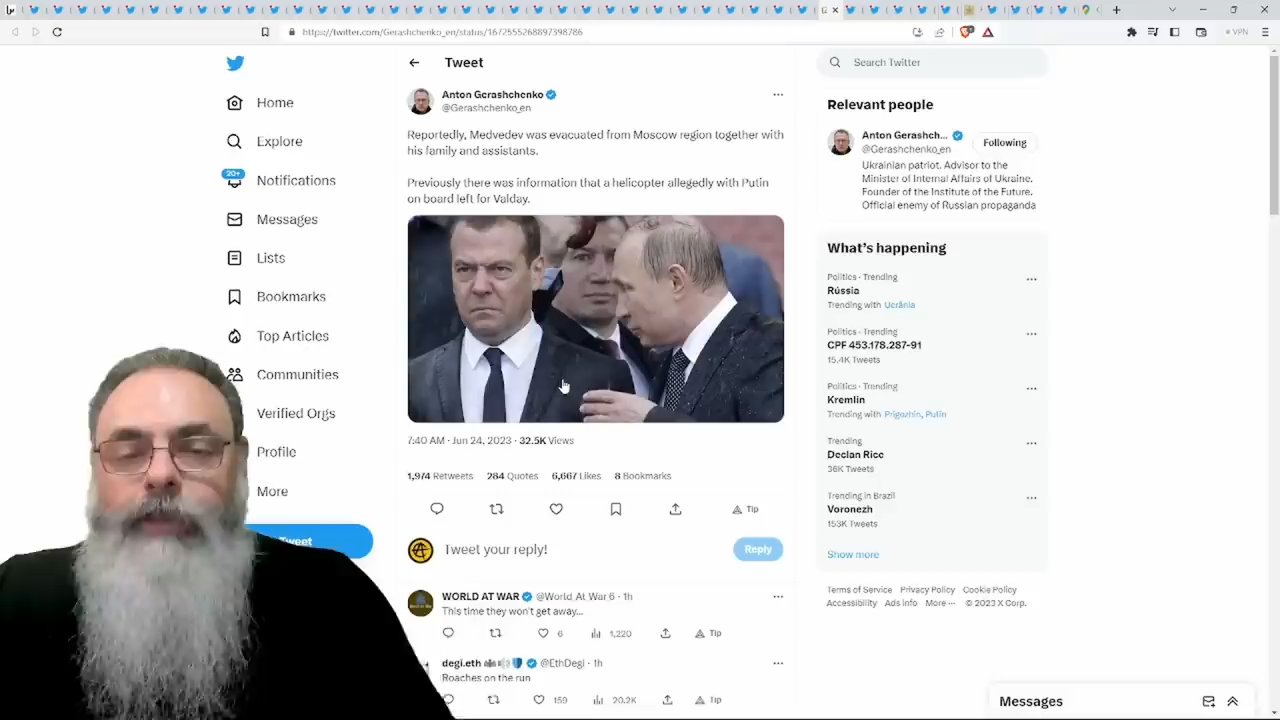 https://twitter.com/Gerashchenko_en/status/1672555268897398786
VPN
Home
Explore
20+
Notifications
Messages
Lists
Bookmarks
Top Articles
Communities
Verified Orgs
Profile
More
Tweet
Tweet
Anton Gerashchenko
@Gerashchenko_en
Reportedly, Medvedev was evacuated from Moscow region together with
his family and assistants.
Previously there was information that a helicopter allegedly with Putin
on board left for Valday.
7:40 AM · Jun 24, 2023 · 32.5K Views
1,974 Retweets 284 Quotes 6,667 Likes 8 Bookmarks
Tip
Tweet your reply!
Reply
WORLD AT WAR @World_At_War_6 · 1h
This time they won't get away...
6 1,220 Tip
degi.eth @EthDegi · 1h
Roaches on the run
159 20.2K Tip
Search Twitter
Relevant people
Anton Gerashch...
@Gerashchenko_en
Following
Ukrainian patriot. Advisor to the
Minister of Internal Affairs of Ukraine.
Founder of the Institute of the Future.
Official enemy of Russian propaganda
What's happening
Politics · Trending
Rússia
Trending with Ucrânia
Politics · Trending
CPF 453.178.287-91
15.4K Tweets
Politics · Trending
Kremlin
Trending with Prigozhin, Putin
Trending
Declan Rice
36K Tweets
Trending in Brazil
Voronezh
153K Tweets
Show more
Terms of Service Privacy Policy Cookie Policy
Accessibility Ads info More ··· © 2023 X Corp.
Messages